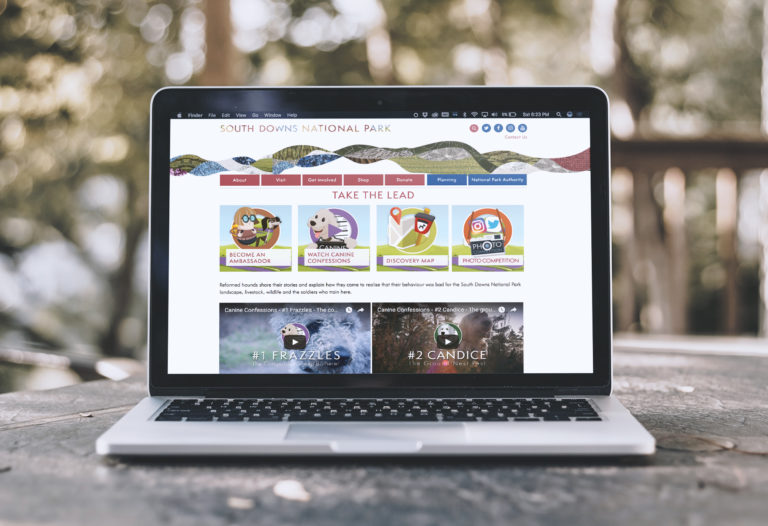 Finder File Edit View Go Window Help
Sat 6:23 PM
SOUTH DOWNS NATIONAL PARK
Contact Us
About Visit Get involved Shop Donate Planning National Park Authority
TAKE THE LEAD
BECOME AN
AMBASSADOR
CANINE
WATCH CANINE
CONFESSIONS
DISCOVERY MAP
PHOTO
PHOTO COMPETITION
Reformed hounds share their stories and explain how they came to realise that their behaviour was bad for the South Downs National Park
landscape, livestock, wildlife and the soldiers who train here.
Canine Confessions - #1 Frazzles - The co...
#1 FRAZZLES
Canine Confessions - #2 Candice - The grou...
#2 CANDICE
The Ground Nest Pest